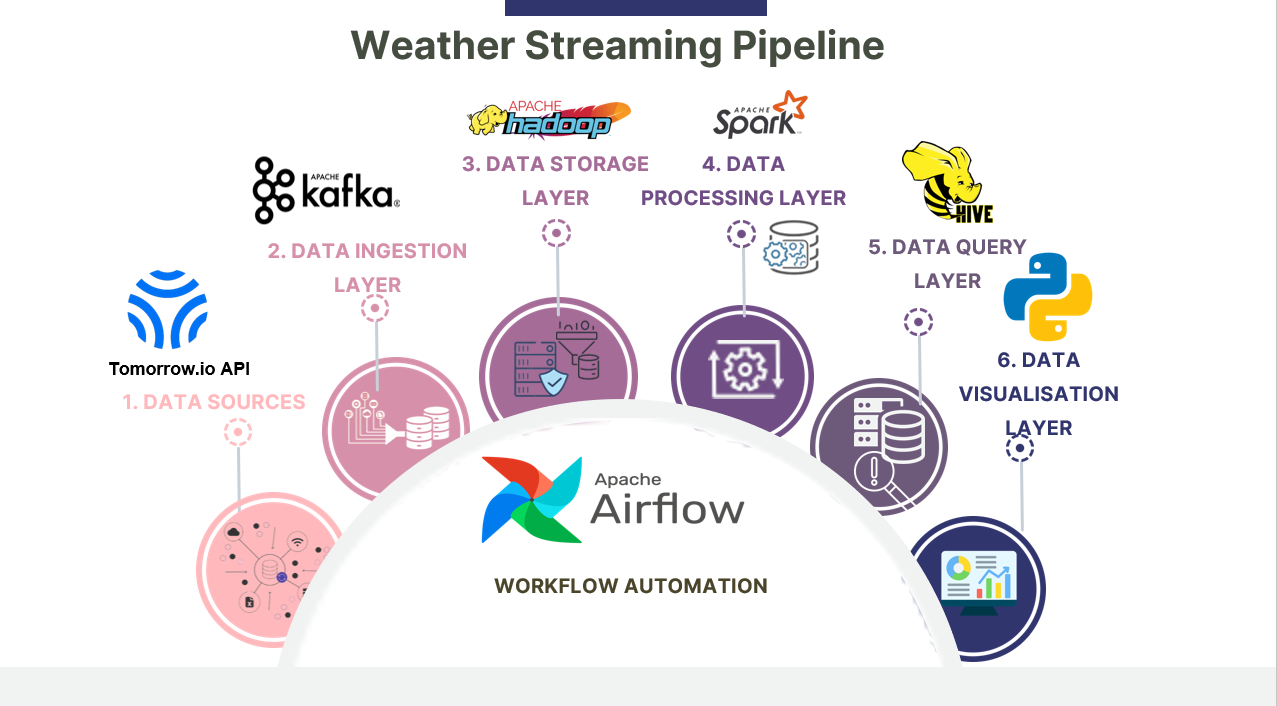 Weather Streaming Pipeline
APACHE
hadoop
APACHE
Spark
3. DATA STORAGE
LAYER
4. DATA
PROCESSING LAYER
APACHE
kafka®
HIVE
2. DATA INGESTION
LAYER
5. DATA QUERY
LAYER
Tomorrow.io API
1. DATA SOURCES
6. DATA
VISUALISATION
LAYER
Apache
Airflow
WORKFLOW AUTOMATION